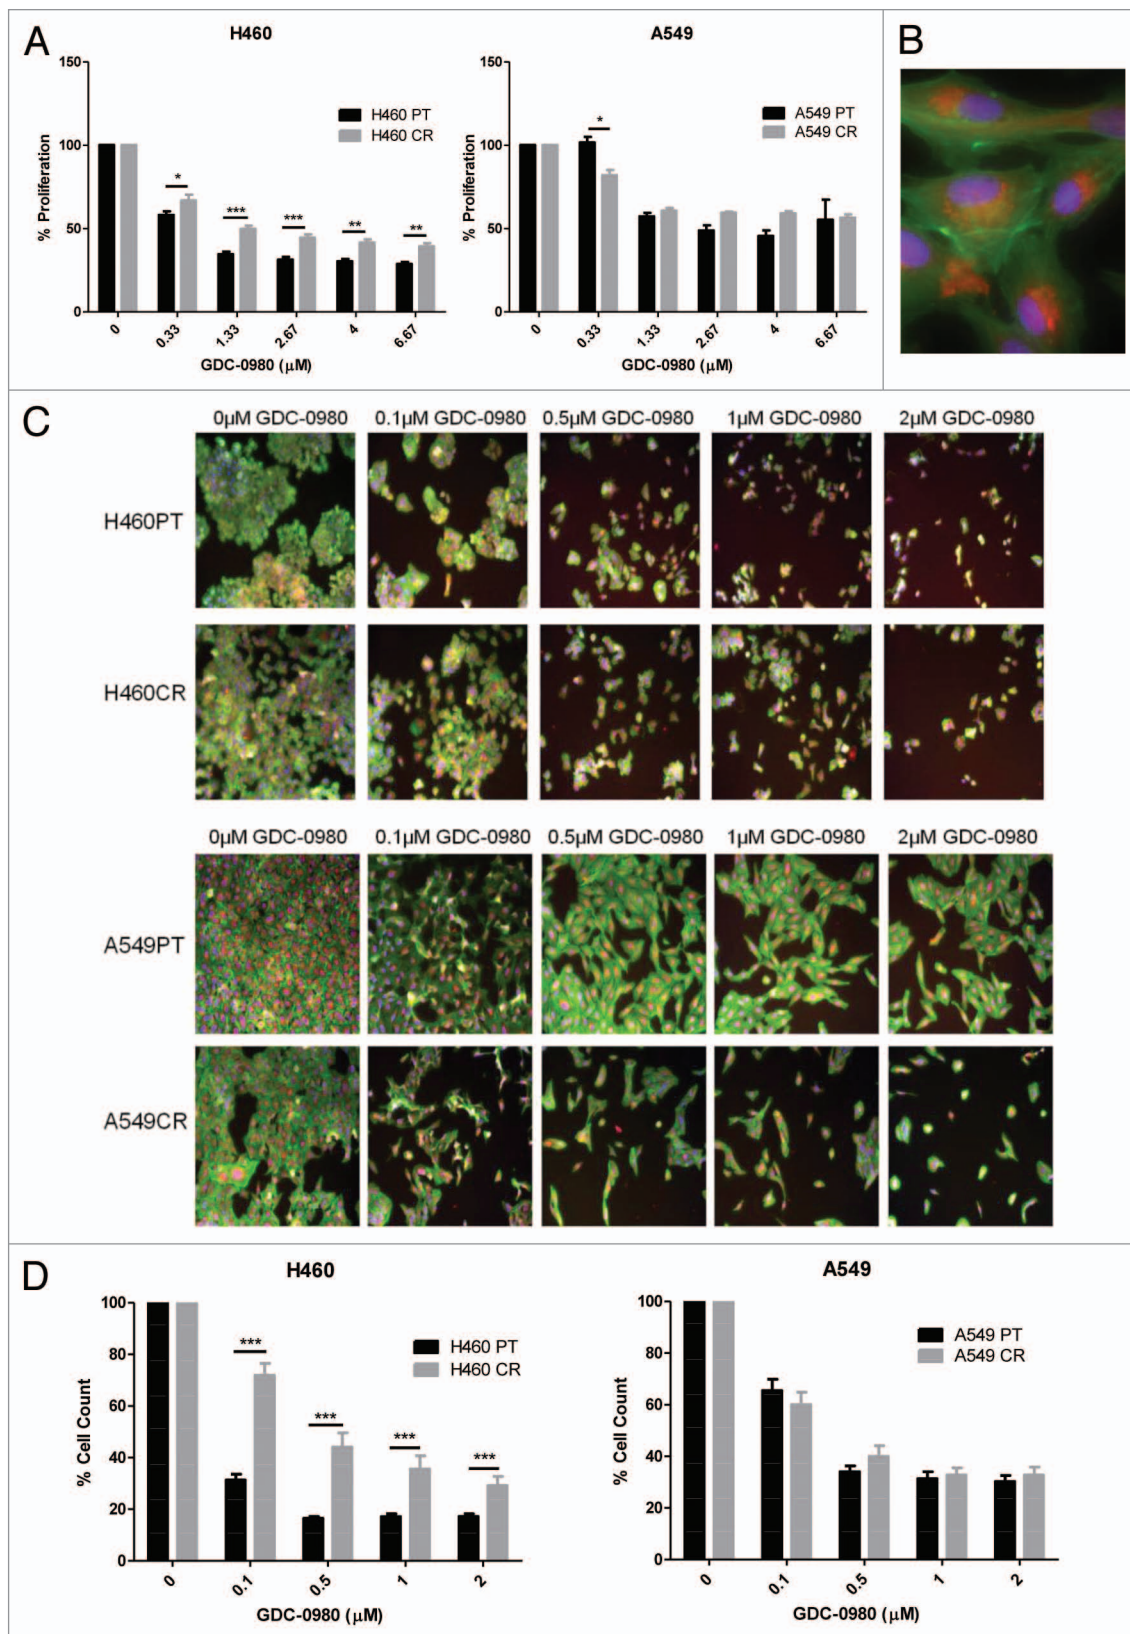 A
H460
150
100
50
0
% Proliferation
H460 PT
H460 CR
*
***
***
**
**
0
0.33
1.33
2.67
4
6.67
GDC-0980 (μM)
A549
150
100
50
0
% Proliferation
A549 PT
A549 CR
*
0
0.33
1.33
2.67
4
6.67
GDC-0980 (μM)
B
C
0μM GDC-0980 0.1μM GDC-0980 0.5μM GDC-0980 1μM GDC-0980 2μM GDC-0980
H460PT
H460CR
0μM GDC-0980 0.1μM GDC-0980 0.5μM GDC-0980 1μM GDC-0980 2μM GDC-0980
A549PT
A549CR
D
H460
100
80
60
40
20
0
% Cell Count
H460 PT
H460 CR
***
***
***
***
0
0.1
0.5
1
2
GDC-0980 (μM)
A549
100
80
60
40
20
0
% Cell Count
A549 PT
A549 CR
0
0.1
0.5
1
2
GDC-0980 (μM)